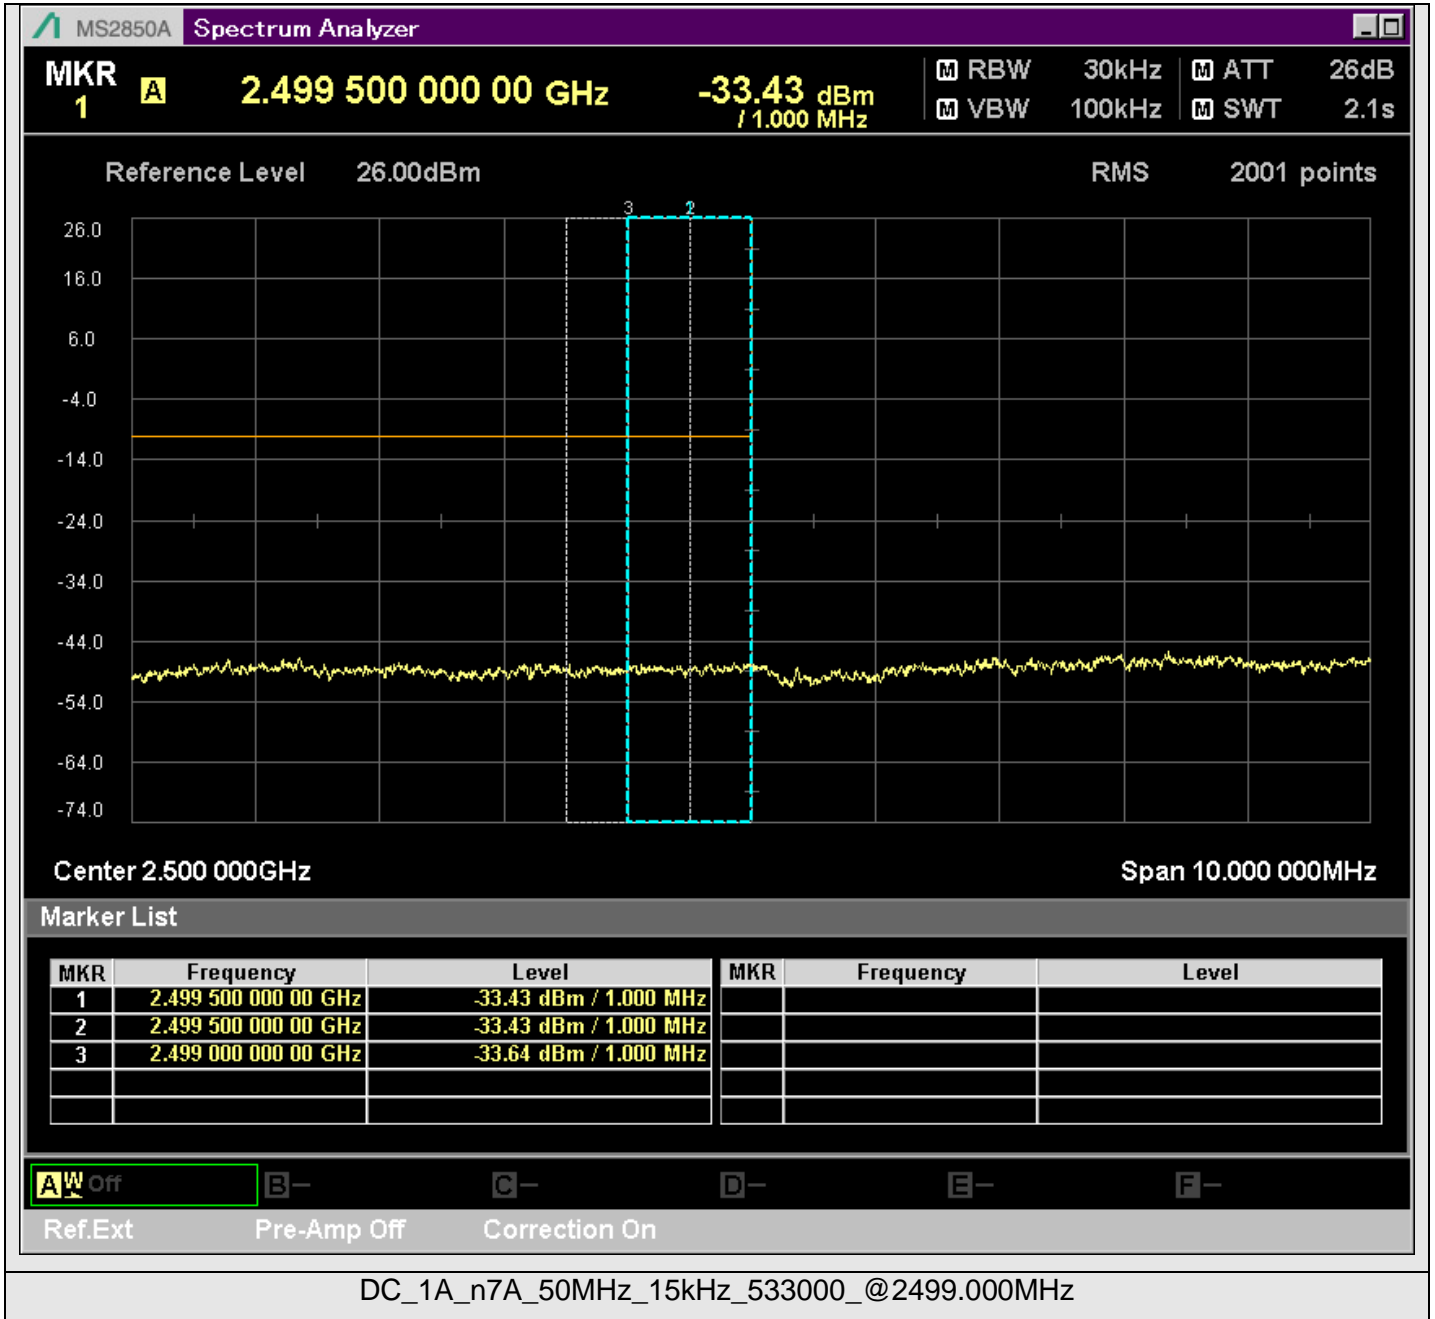 MS2850A Spectrum Analyzer
MKR 1 A 2.499 500 000 00 GHz -33.43 dBm / 1.000 MHz
M RBW 30kHz M ATT 26dB
M VBW 100kHz M SWT 2.1s
Reference Level 26.00dBm RMS 2001 points
3 2
26.0
16.0
6.0
-4.0
-14.0
-24.0
-34.0
-44.0
-54.0
-64.0
-74.0
Center 2.500 000GHz Span 10.000 000MHz
Marker List
MKR Frequency Level MKR Frequency Level
1 2.499 500 000 00 GHz -33.43 dBm / 1.000 MHz
2 2.499 500 000 00 GHz -33.43 dBm / 1.000 MHz
3 2.499 000 000 00 GHz -33.64 dBm / 1.000 MHz
A W Off B- C- D- E- F-
Ref.Ext Pre-Amp Off Correction On
DC_1A_n7A_50MHz_15kHz_533000_@2499.000MHz